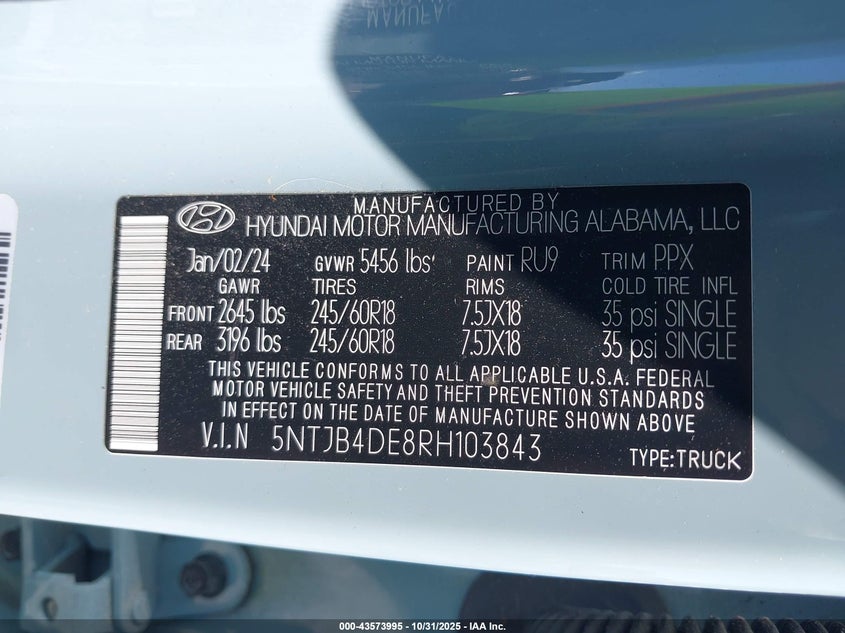 MANUFACTURED BY
HYUNDAI MOTOR MANUFACTURING ALABAMA, LLC
Jan/02/24 GVWR 5456 lbs PAINT RU9 TRIM PPX
GAWR TIRES RIMS COLD TIRE INFL
FRONT 2645 lbs 245/60R18 7.5JX18 35 psi SINGLE
REAR 3196 lbs 245/60R18 7.5JX18 35 psi SINGLE
THIS VEHICLE CONFORMS TO ALL APPLICABLE U.S.A. FEDERAL
MOTOR VEHICLE SAFETY AND THEFT PREVENTION STANDARDS
IN EFFECT ON THE DATE OF MANUFACTURE SHOWN ABOVE
V.I.N 5NTJB4DE8RH103843 TYPE:TRUCK
000-43573995 - 10/31/2025 - IAA Inc.